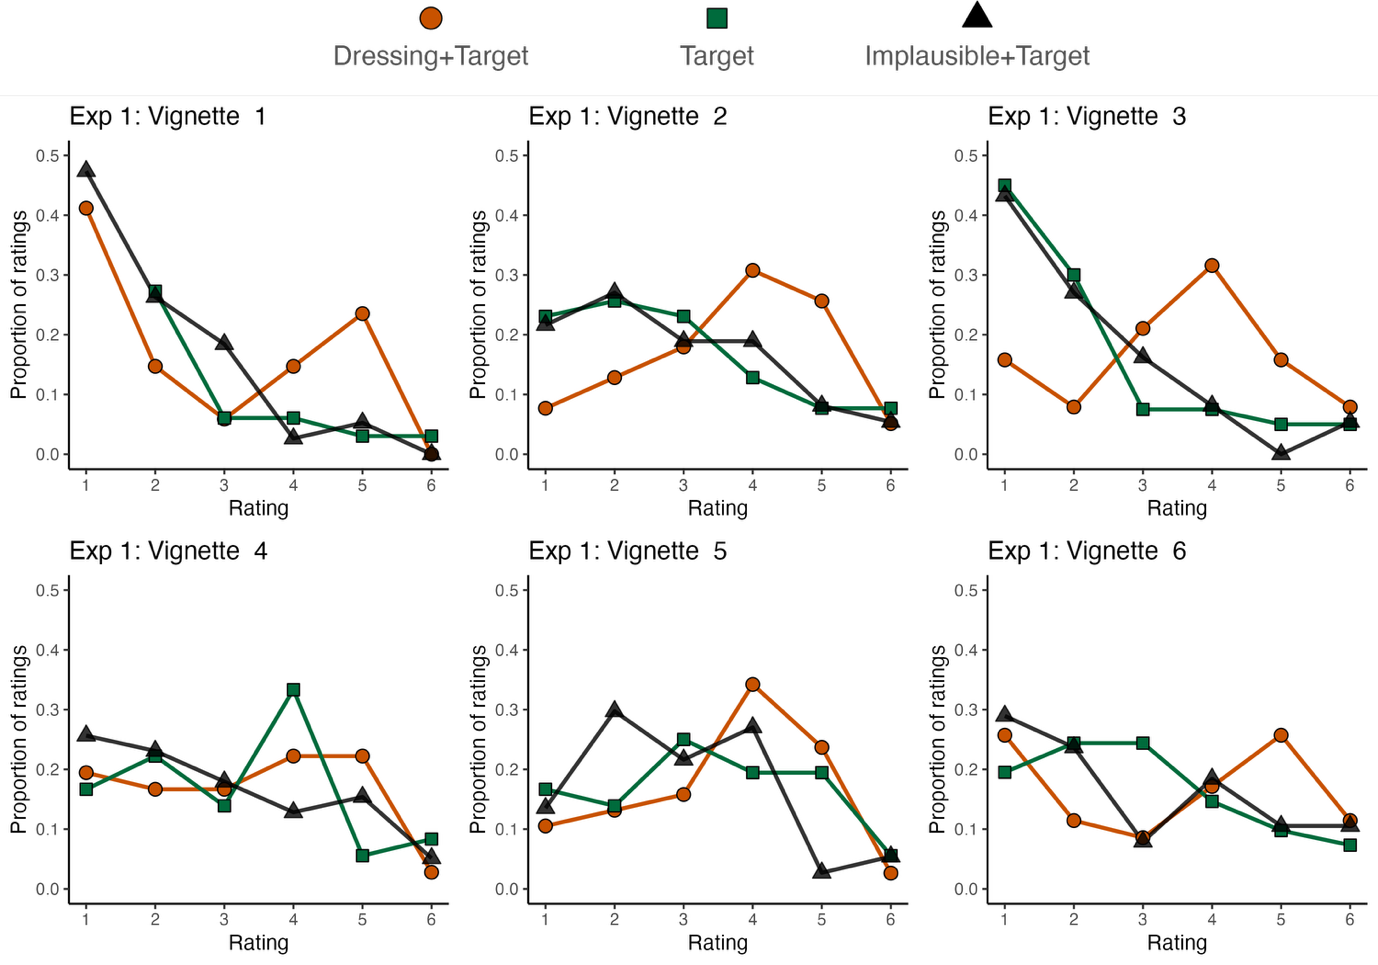 Dressing+Target Target Implausible+Target
Exp 1: Vignette 1 Exp 1: Vignette 2 Exp 1: Vignette 3
Proportion of ratings
0.5
0.4
0.3
0.2
0.1
0.0
1 2 3 4 5 6
Rating
Proportion of ratings
0.5
0.4
0.3
0.2
0.1
0.0
1 2 3 4 5 6
Rating
Proportion of ratings
0.5
0.4
0.3
0.2
0.1
0.0
1 2 3 4 5 6
Rating
Exp 1: Vignette 4 Exp 1: Vignette 5 Exp 1: Vignette 6
Proportion of ratings
0.5
0.4
0.3
0.2
0.1
0.0
1 2 3 4 5 6
Rating
Proportion of ratings
0.5
0.4
0.3
0.2
0.1
0.0
1 2 3 4 5 6
Rating
Proportion of ratings
0.5
0.4
0.3
0.2
0.1
0.0
1 2 3 4 5 6
Rating